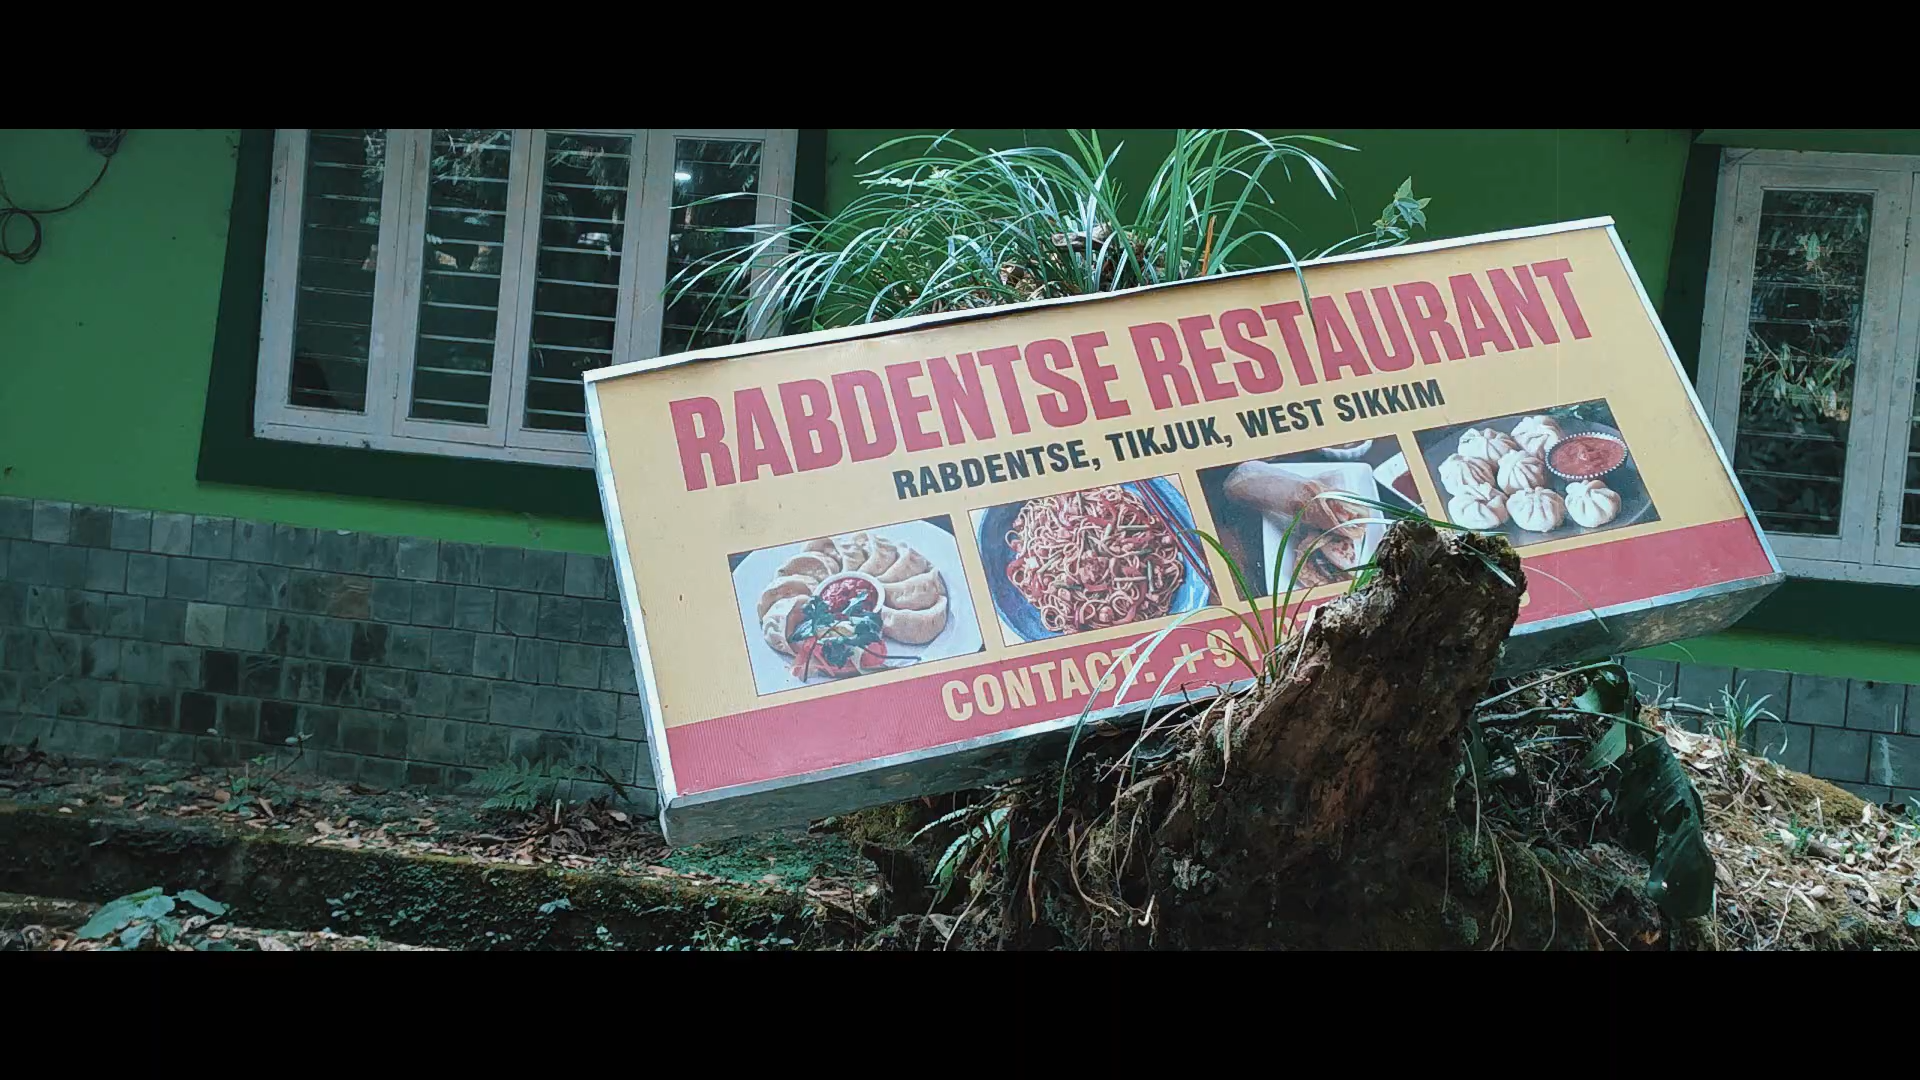 RABDENTSE RESTAURANT
RABDENTSE, TIKJUK, WEST SIKKIM
CONTACT: +91